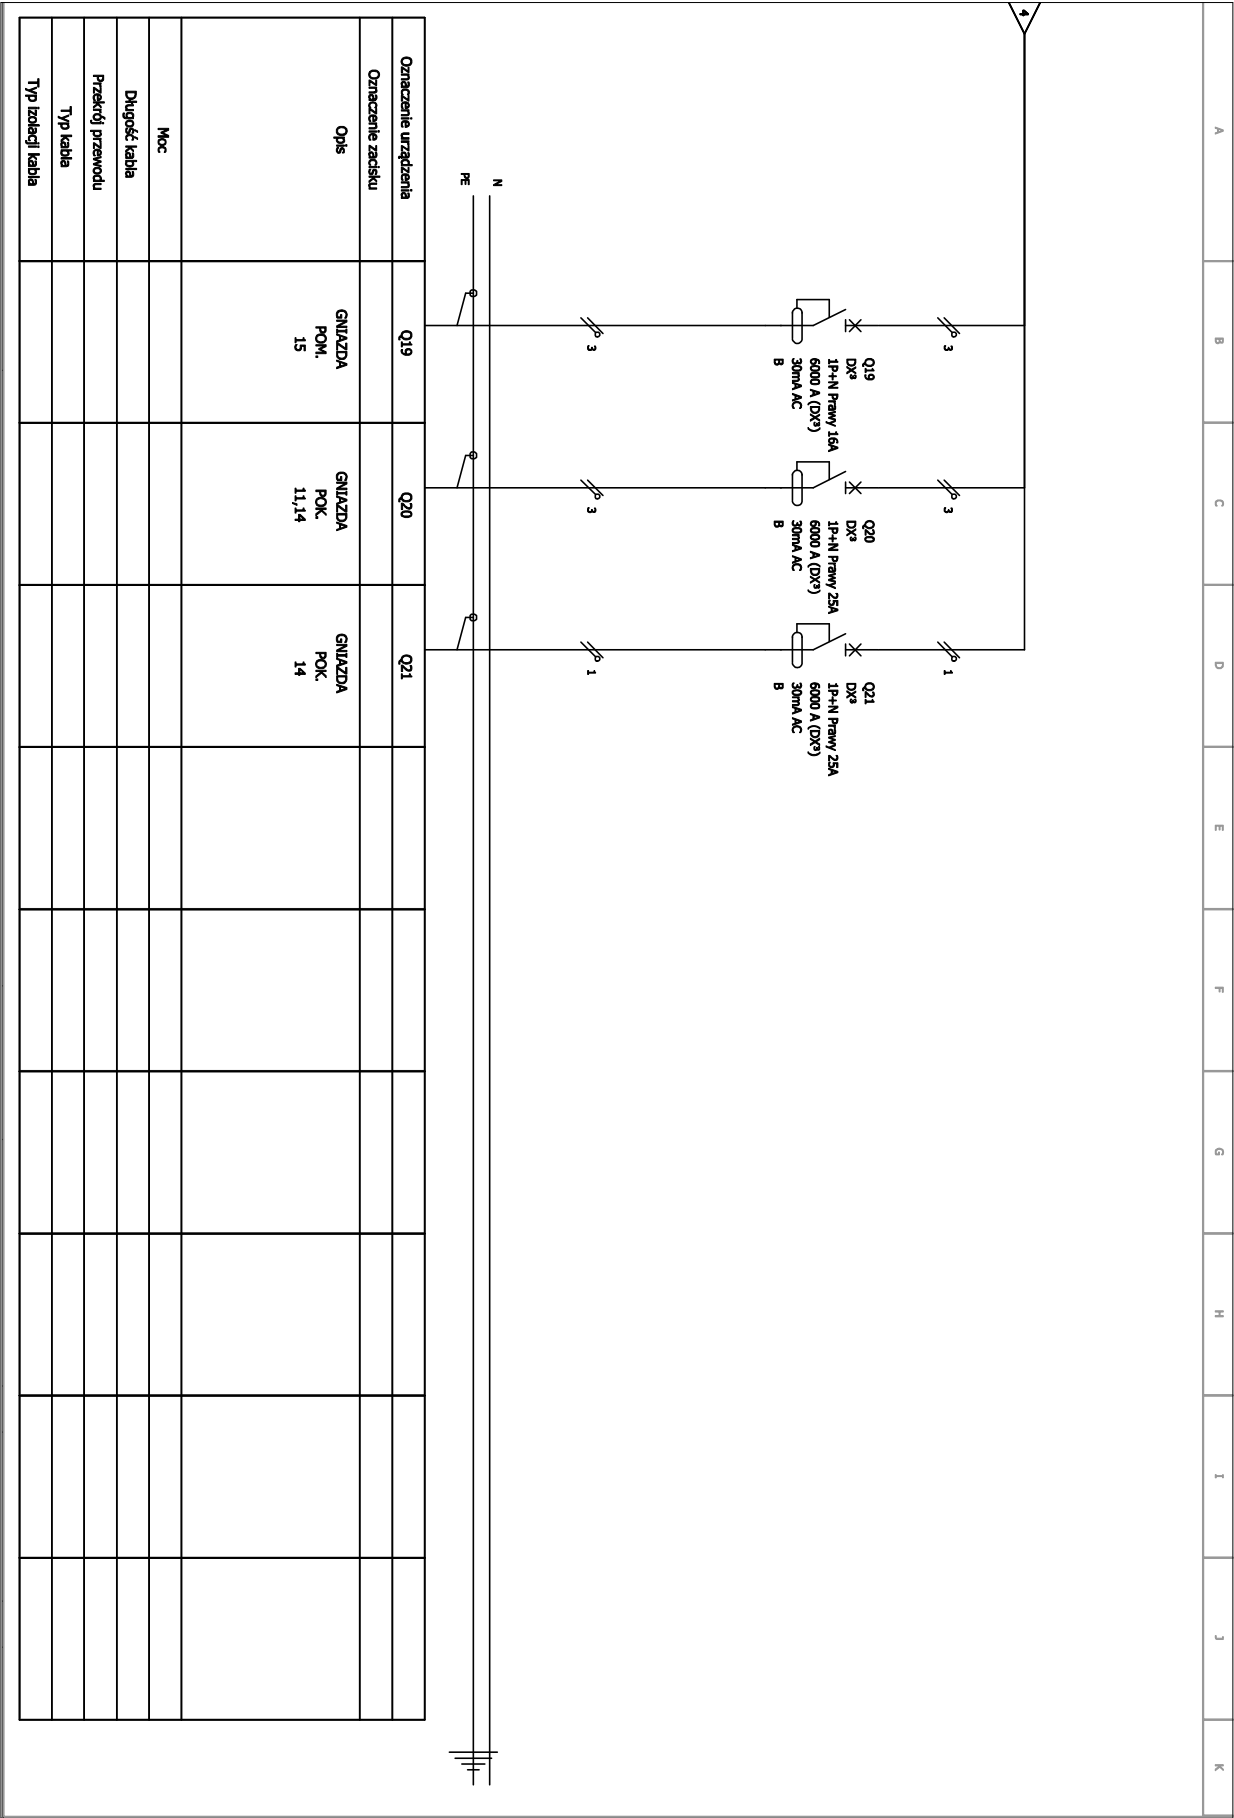 A
B
C
D
E
F
G
H
I
J
K
4
3
3
1
Q19
DX³
1P+N Prawy 16A
6000 A (DX³)
30mA AC
B
Q20
DX³
1P+N Prawy 25A
6000 A (DX³)
30mA AC
B
Q21
DX³
1P+N Prawy 25A
6000 A (DX³)
30mA AC
B
3
3
1
N
PE
Oznaczenie urządzenia
Q19
Q20
Q21
Oznaczenie zacisku
Opis
GNIAZDA
POM.
15
GNIAZDA
POK.
11,14
GNIAZDA
POK.
14
Moc
Długość kabla
Przekrój przewodu
Typ kabla
Typ izolacji kabla